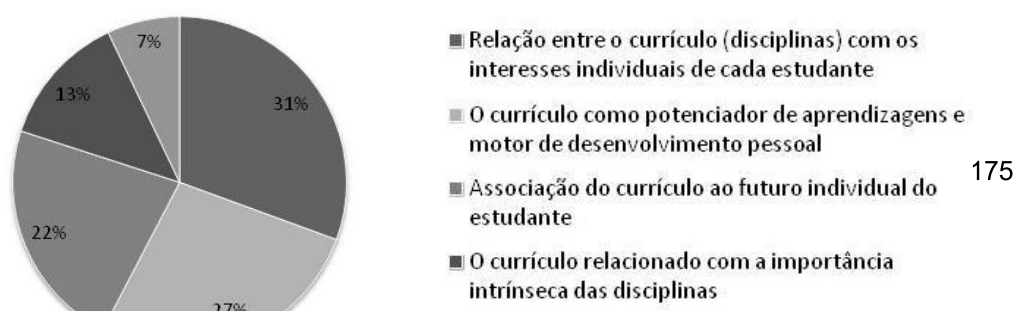 7%
13%
31%
22%
27%
Relação entre o currículo (disciplinas) com os
interesses individuais de cada estudante
O currículo como potenciador de aprendizagens e
motor de desenvolvimento pessoal
175
Associação do currículo ao futuro individual do
estudante
O currículo relacionado com a importância
intrínseca das disciplinas